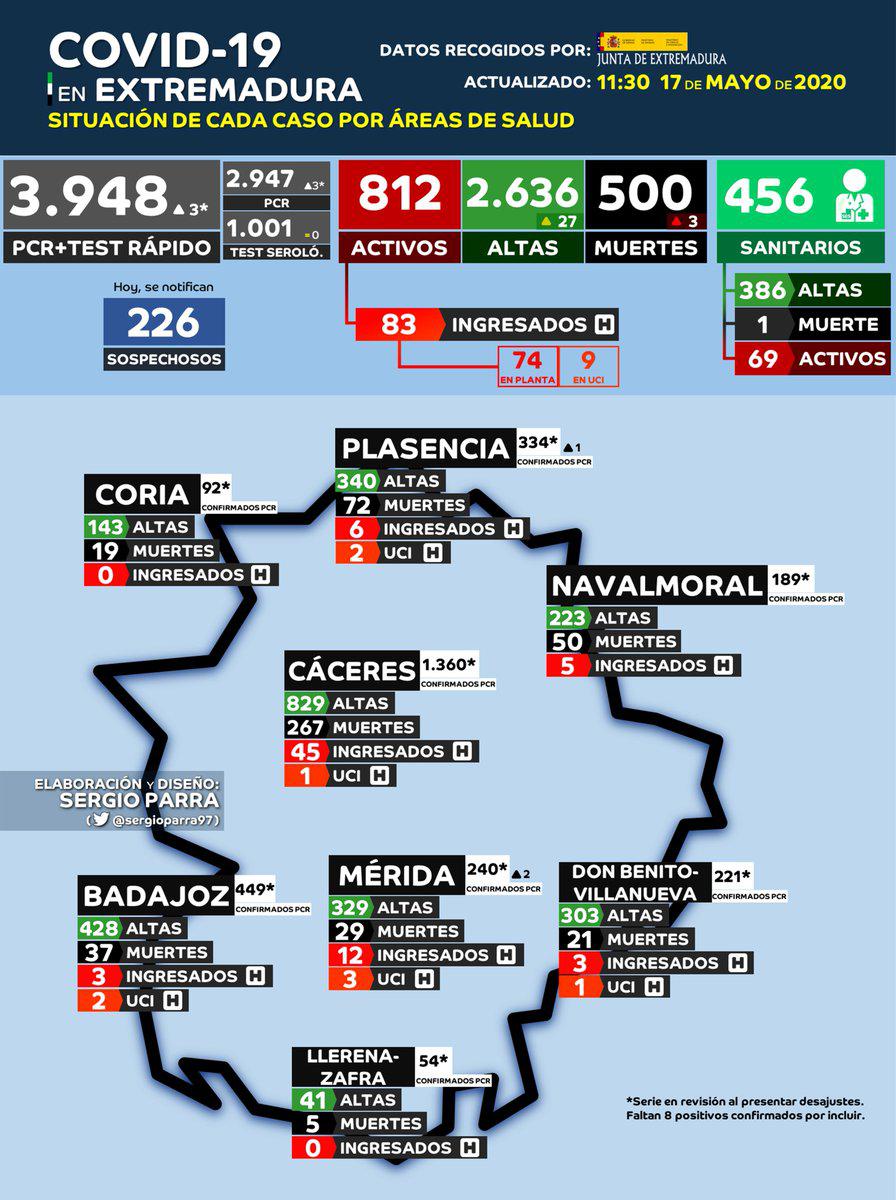 COVID-19
EN EXTREMADURA
SITUACIÓN DE CADA CASO POR ÁREAS DE SALUD
DATOS RECOGIDOS POR:
JUNTA DE EXTREMADURA
ACTUALIZADO: 11:30 17 DE MAYO DE 2020
3.948 ▲3*
PCR+TEST RÁPIDO
2.947 ▲3*
PCR
1.001 =0
TEST SEROLÓ.
812
ACTIVOS
2.636
▲ 27
ALTAS
500
▲ 3
MUERTES
456
SANITARIOS
386 ALTAS
1 MUERTE
69 ACTIVOS
Hoy, se notifican
226
SOSPECHOSOS
83 INGRESADOS H
74
EN PLANTA
9
EN UCI
PLASENCIA 334* ▲1
CONFIRMADOS PCR
340 ALTAS
72 MUERTES
6 INGRESADOS H
2 UCI H
CORIA 92*
CONFIRMADOS PCR
143 ALTAS
19 MUERTES
0 INGRESADOS H
NAVALMORAL 189*
CONFIRMADOS PCR
223 ALTAS
50 MUERTES
5 INGRESADOS H
CÁCERES 1.360*
CONFIRMADOS PCR
829 ALTAS
267 MUERTES
45 INGRESADOS H
1 UCI H
ELABORACIÓN Y DISEÑO:
SERGIO PARRA
( @sergioparra97)
BADAJOZ 449*
CONFIRMADOS PCR
428 ALTAS
37 MUERTES
3 INGRESADOS H
2 UCI H
MÉRIDA 240* ▲2
CONFIRMADOS PCR
329 ALTAS
29 MUERTES
12 INGRESADOS H
3 UCI H
DON BENITO-
VILLANUEVA 221*
CONFIRMADOS PCR
303 ALTAS
21 MUERTES
3 INGRESADOS H
1 UCI H
LLERENA-
ZAFRA 54*
CONFIRMADOS PCR
41 ALTAS
5 MUERTES
0 INGRESADOS H
*Serie en revisión al presentar desajustes.
Faltan 8 positivos confirmados por incluir.